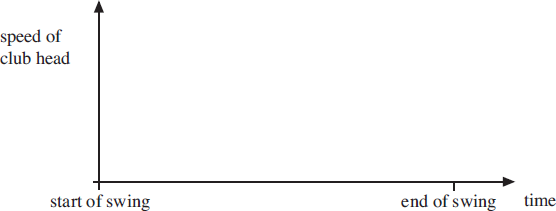 speed of
club head
start of swing
end of swing
time